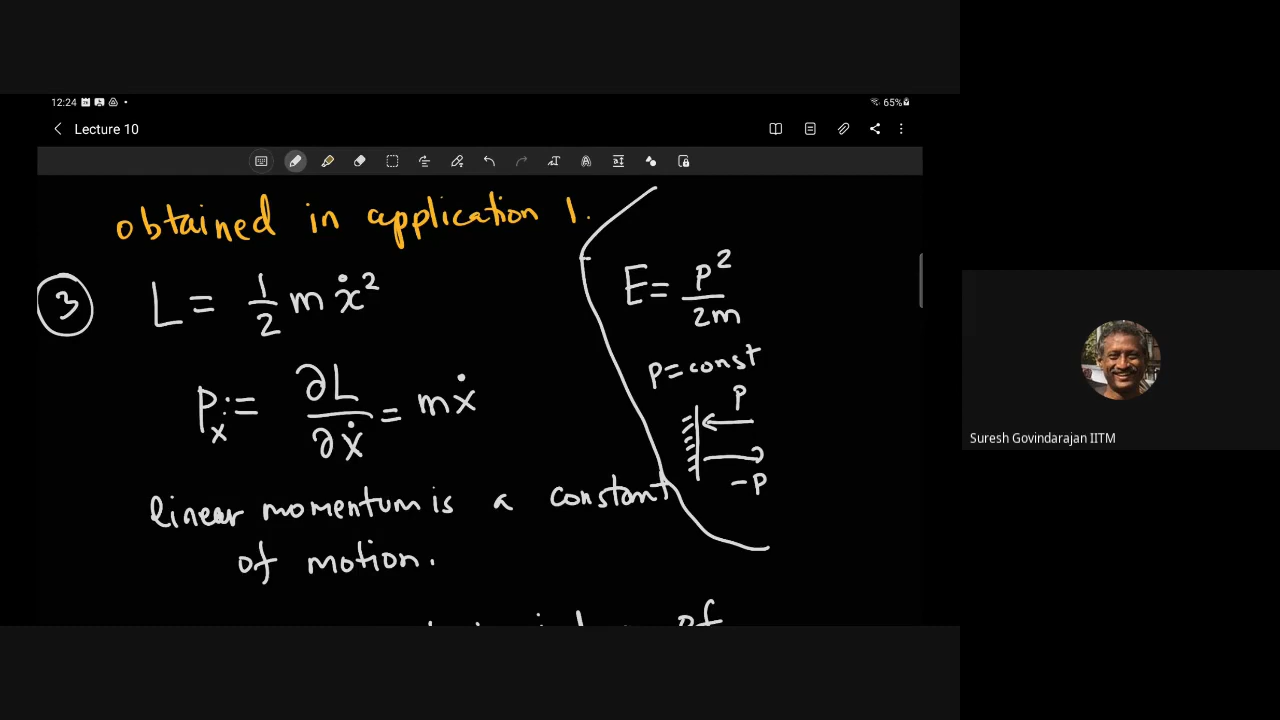 12:24
65%
Lecture 10
obtained in application 1.
③ L = 1/2 m ẋ²
pₓ := ∂L/∂ẋ = mẋ
linear momentum is a constant
of motion.
E = p²/2m
p = const
p
-p
of
Suresh Govindarajan IITM